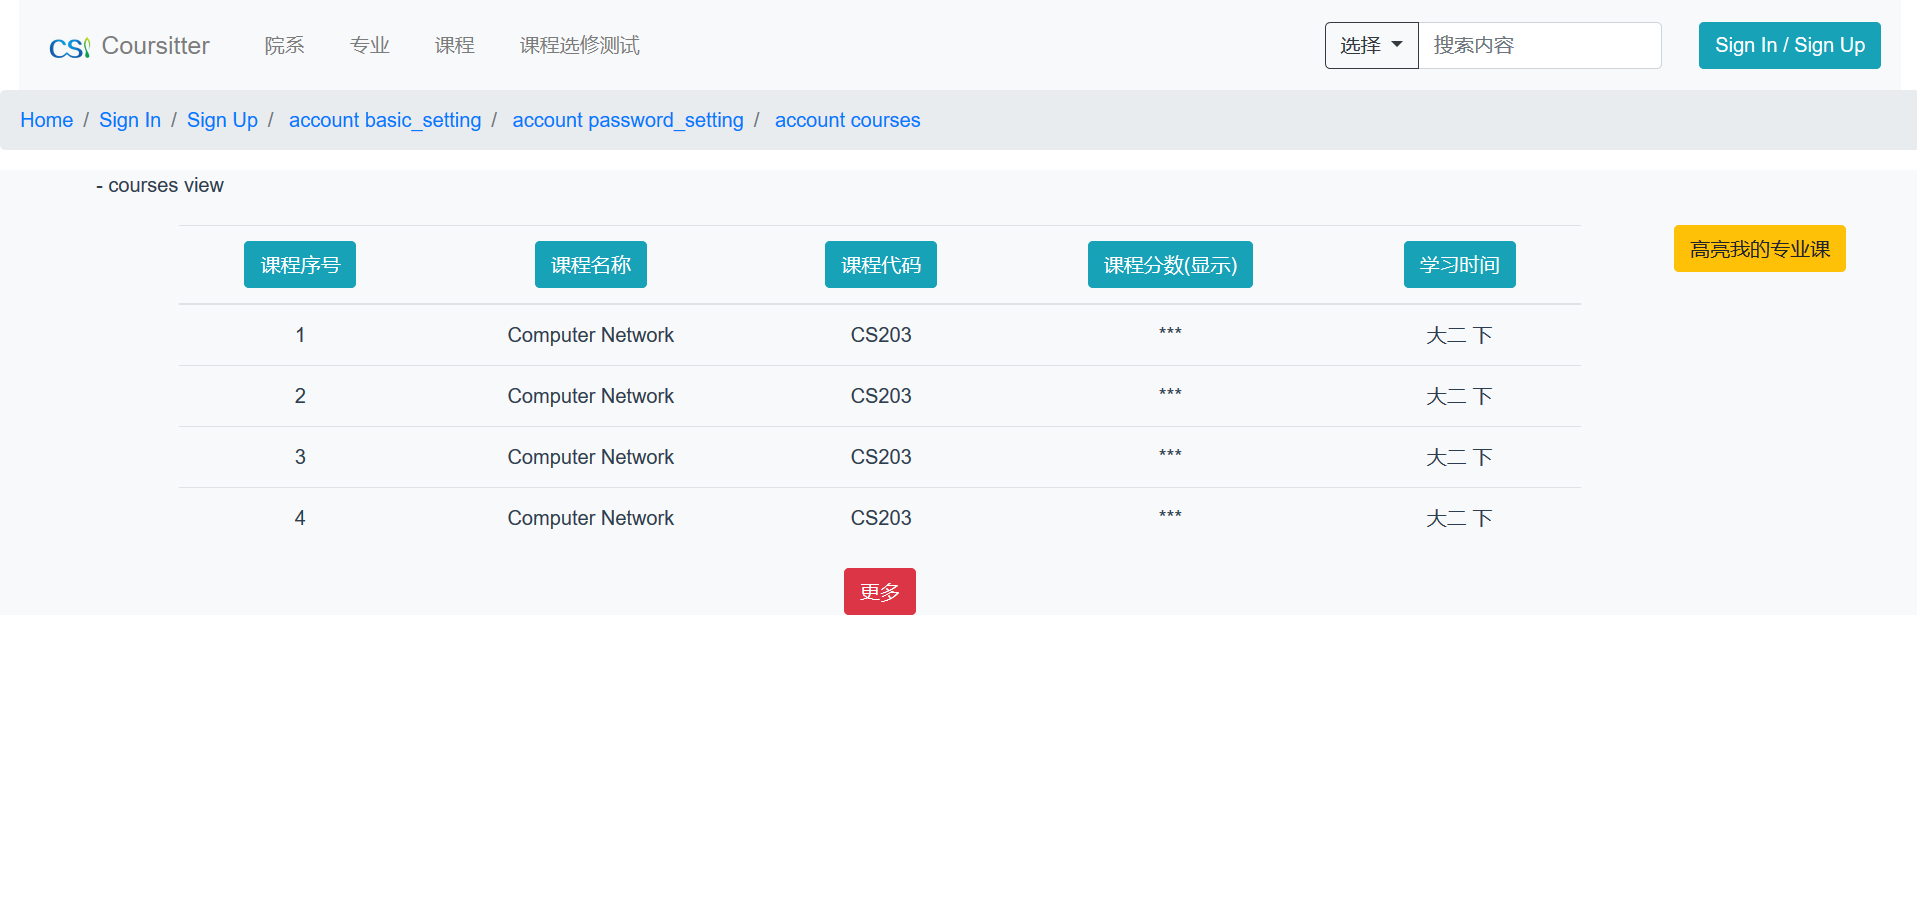 CSI Coursitter 院系 专业 课程 课程选修测试 选择 搜索内容 Sign In / Sign Up
Home / Sign In / Sign Up / account basic_setting / account password_setting / account courses
- courses view
课程序号 课程名称 课程代码 课程分数(显示) 学习时间 高亮我的专业课
1 Computer Network CS203 *** 大二 下
2 Computer Network CS203 *** 大二 下
3 Computer Network CS203 *** 大二 下
4 Computer Network CS203 *** 大二 下
更多